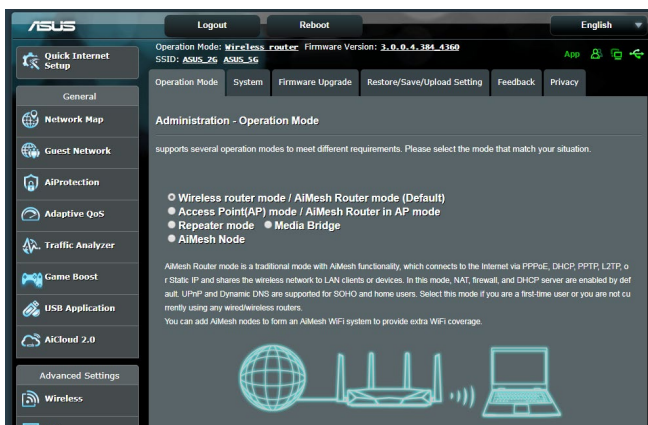 ASUS
Logout Reboot English
Quick Internet Setup
Operation Mode: Wireless router Firmware Version: 3.0.0.4.384_4360
SSID: ASUS_2G ASUS_5G
App
Operation Mode System Firmware Upgrade Restore/Save/Upload Setting Feedback Privacy
General
Network Map
Guest Network
AiProtection
Adaptive QoS
Traffic Analyzer
Game Boost
USB Application
AiCloud 2.0
Advanced Settings
Wireless
Administration - Operation Mode
supports several operation modes to meet different requirements. Please select the mode that match your situation.
Wireless router mode / AiMesh Router mode (Default)
Access Point(AP) mode / AiMesh Router in AP mode
Repeater mode Media Bridge
AiMesh Node
AiMesh Router mode is a traditional mode with AiMesh functionality, which connects to the Internet via PPPoE, DHCP, PPTP, L2TP, o
r Static IP and shares the wireless network to LAN clients or devices. In this mode, NAT, firewall, and DHCP server are enabled by def
ault. UPnP and Dynamic DNS are supported for SOHO and home users. Select this mode if you are a first-time user or you are not cu
rrently using any wired/wireless routers.
You can add AiMesh nodes to form an AiMesh WiFi system to provide extra WiFi coverage.